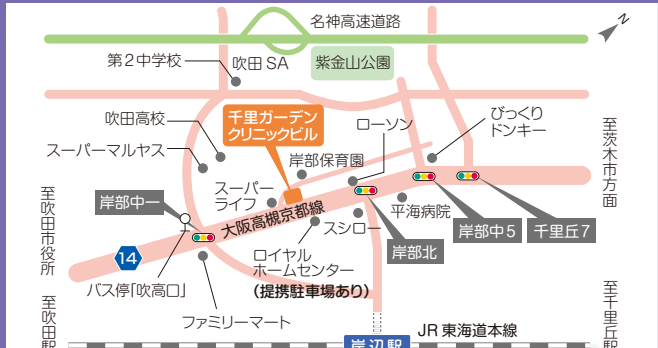 名神高速道路
N
第2中学校
吹田 SA
紫金山公園
吹田高校
千里ガーデン
クリニックビル
ローソン
びっくり
ドンキー
至茨木市方面
スーパーマルヤス
岸部保育園
スーパー
ライフ
岸部中一
大阪高槻京都線
平海病院
スシロー
岸部中5
千里丘7
岸部北
至吹田市役所
14
ロイヤル
ホームセンター
(提携駐車場あり)
バス停「吹高口」
ファミリーマート
JR 東海道本線
岸辺駅
至吹田駅
至千里丘駅